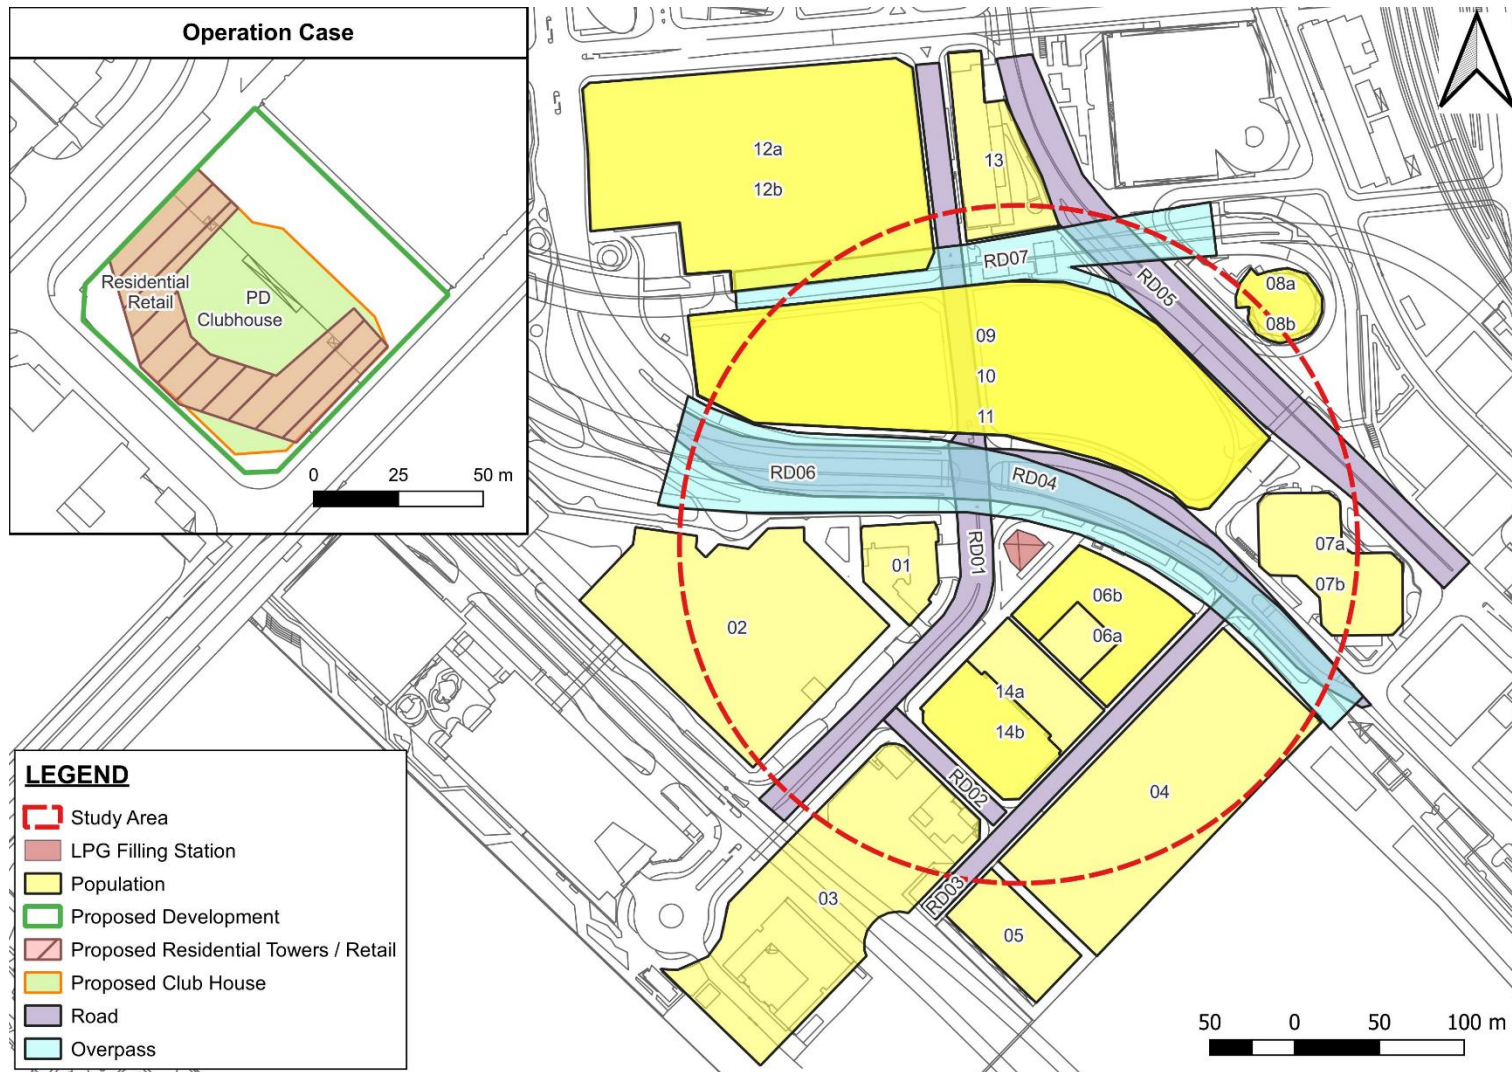 Operation Case
Residential
Retail
PD
Clubhouse
0 25 50 m
12a
12b
13
RD07
RD05
08a
08b
09
10
11
RD06
RD04
RD01
01
02
06b
06a
07a
07b
14a
14b
RD02
04
03
RD03
05
LEGEND
Study Area
LPG Filling Station
Population
Proposed Development
Proposed Residential Towers / Retail
Proposed Club House
Road
Overpass
50 0 50 100 m